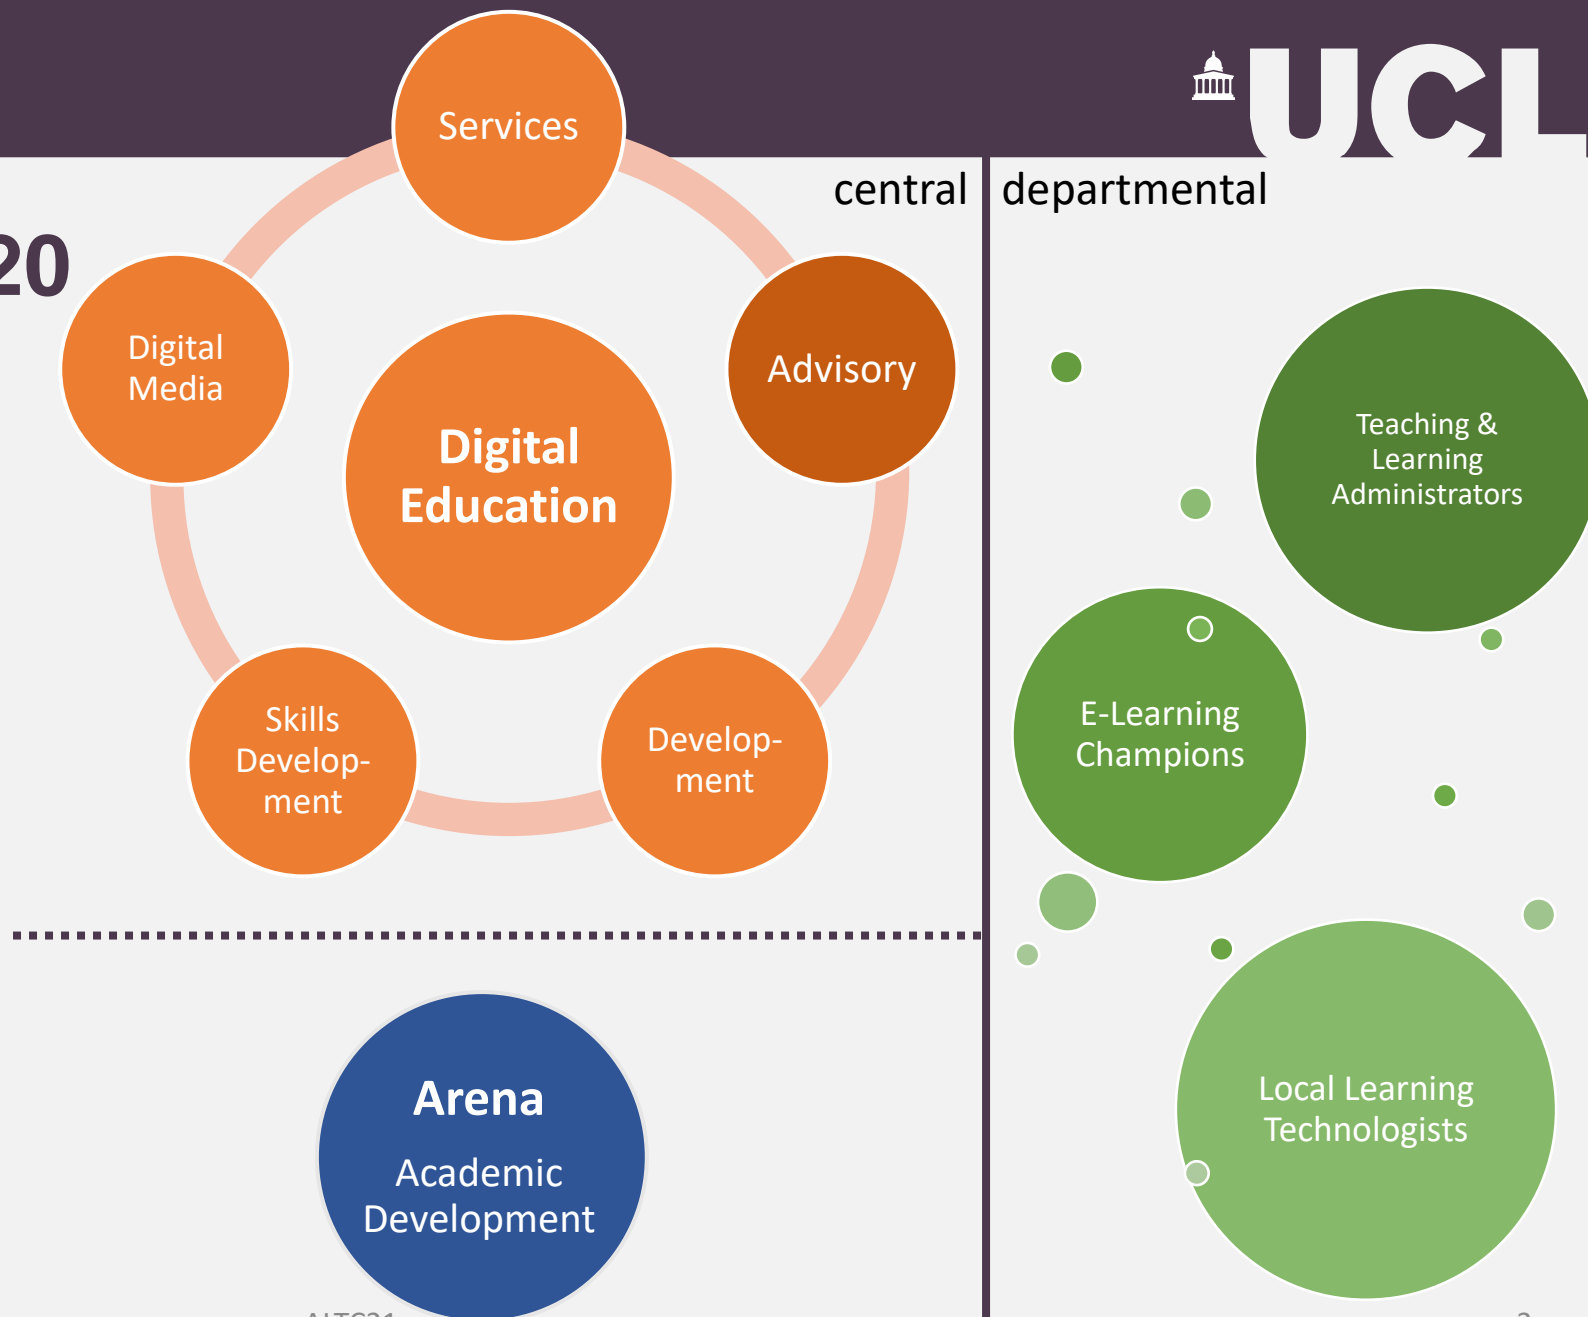 UCL
central
departmental
20
Services
Digital
Media
Advisory
Digital
Education
Skills
Develop-
ment
Develop-
ment
Arena
Academic
Development
Teaching &
Learning
Administrators
E-Learning
Champions
Local Learning
Technologists